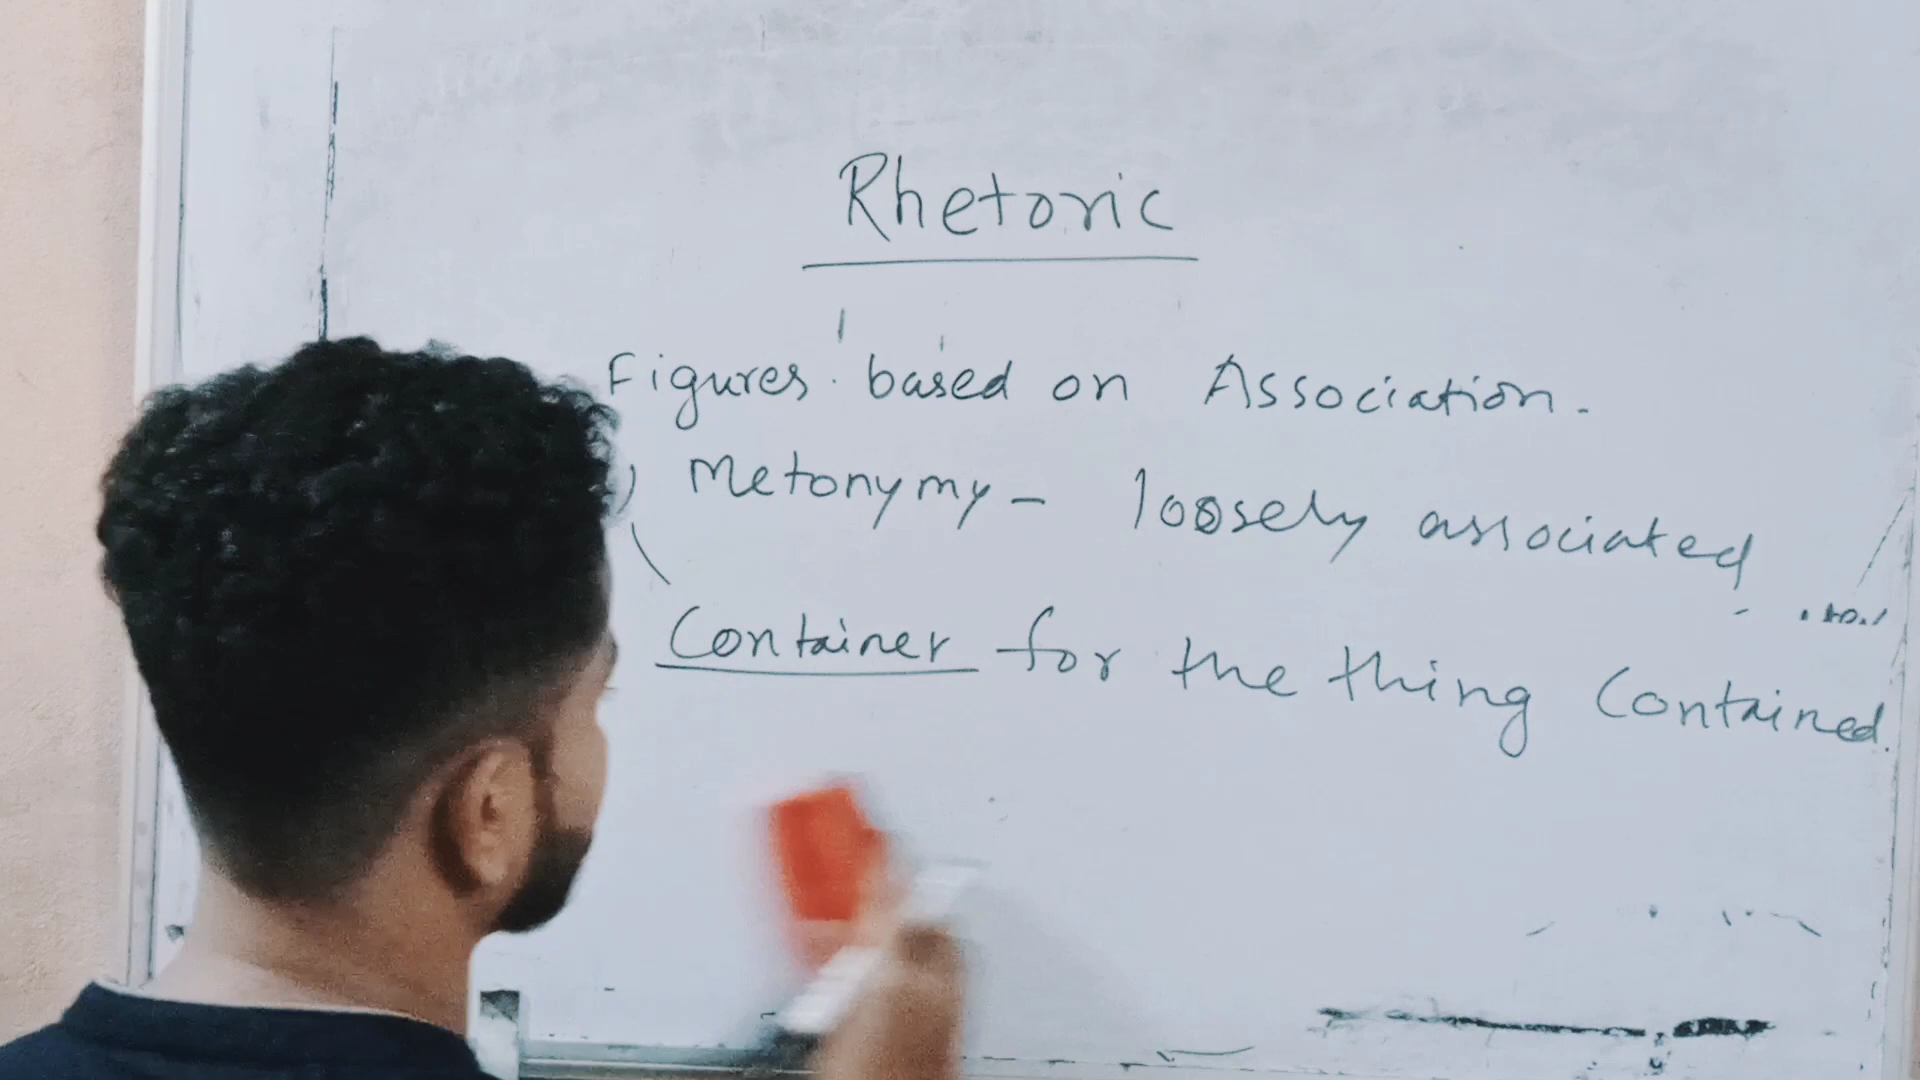 Rhetoric
Figures based on Association.
Metonymy - loosely associated
Container for the thing Contained.